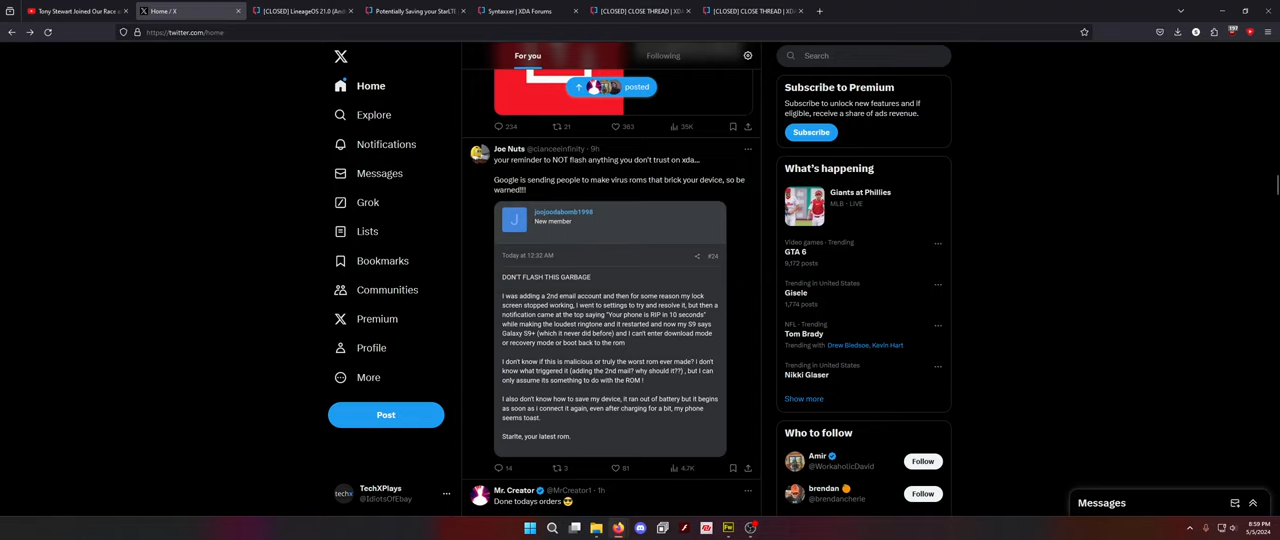 Tony Stewart Joined Our Race a
Home / X
[CLOSED] LineageOS 21.0 (And
Potentially Saving your StarLTE
Syntaxxer | XDA Forums
[CLOSED] CLOSE THREAD | XDA
[CLOSED] CLOSE THREAD | XDA
https://twitter.com/home
Home
Explore
Notifications
Messages
Grok
Lists
Bookmarks
Communities
Premium
Profile
More
Post
TechXPlays
@IdiotsOfEbay
For you
Following
posted
234
21
363
35K
Joe Nuts @clanceeinfinity · 9h
your reminder to NOT flash anything you don't trust on xda...
Google is sending people to make virus roms that brick your device, so be
warned!!!!
J
joojoodabomb1998
New member
Today at 12:32 AM
#24
DON'T FLASH THIS GARBAGE
I was adding a 2nd email account and then for some reason my lock
screen stopped working, I went to settings to try and resolve it, but then a
notification came at the top saying "Your phone is RIP in 10 seconds"
while making the loudest ringtone and it restarted and now my S9 says
Galaxy S9+ (which it never did before) and I can't enter download mode
or recovery mode or boot back to the rom
I don't know if this is malicious or truly the worst rom ever made? I don't
know what triggered it (adding the 2nd mail? why should it??) , but I can
only assume its something to do with the ROM !
I also don't know how to save my device, it ran out of battery but it begins
as soon as i connect it again, even after charging for a bit, my phone
seems toast.
Starlte, your latest rom.
14
3
81
4.7K
Mr. Creator @MrCreator1 · 1h
Done todays orders 😎
Search
Subscribe to Premium
Subscribe to unlock new features and if
eligible, receive a share of ads revenue.
Subscribe
What's happening
Giants at Phillies
MLB · LIVE
Video games · Trending
GTA 6
9,172 posts
Trending in United States
Gisele
1,774 posts
NFL · Trending
Tom Brady
Trending with Drew Bledsoe, Kevin Hart
Trending in United States
Nikki Glaser
Show more
Who to follow
Amir
@WorkaholicDavid
Follow
brendan
@brendancherie
Follow
Messages
techx
Fw
8:59 PM
5/5/2024